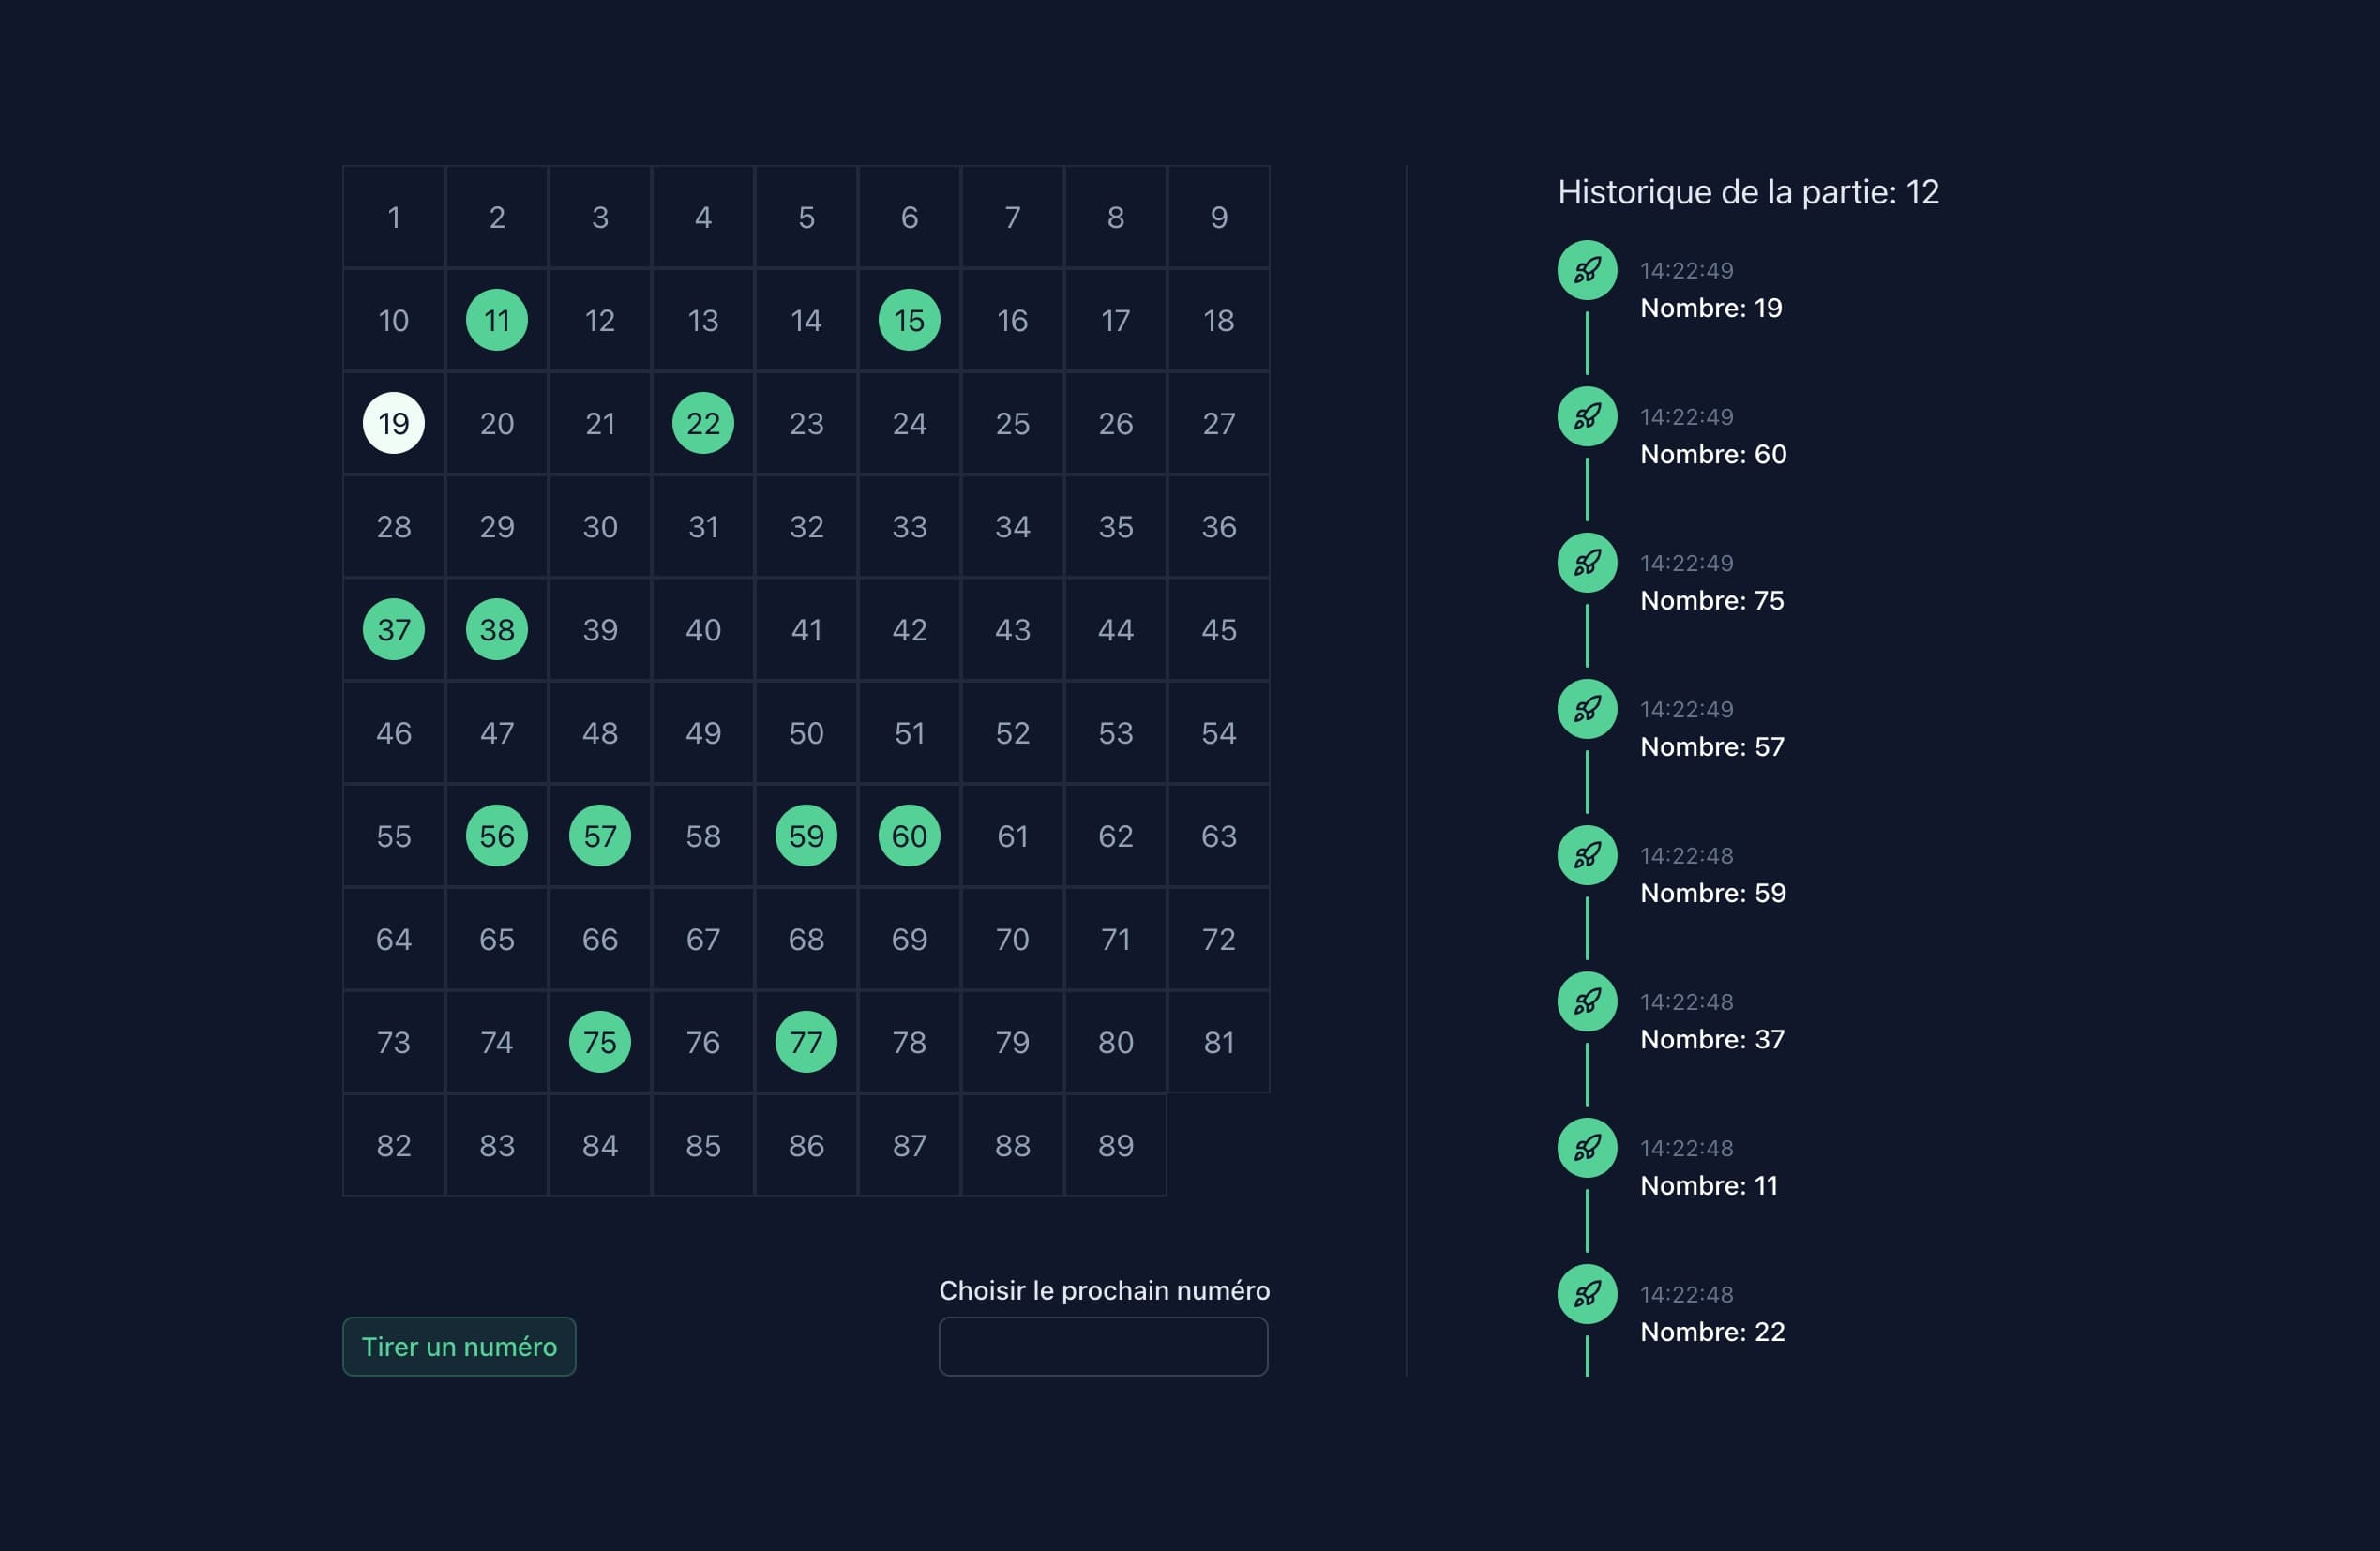 1 2 3 4 5 6 7 8 9
10 11 12 13 14 15 16 17 18
19 20 21 22 23 24 25 26 27
28 29 30 31 32 33 34 35 36
37 38 39 40 41 42 43 44 45
46 47 48 49 50 51 52 53 54
55 56 57 58 59 60 61 62 63
64 65 66 67 68 69 70 71 72
73 74 75 76 77 78 79 80 81
82 83 84 85 86 87 88 89
Tirer un numéro
Choisir le prochain numéro
Historique de la partie: 12
14:22:49
Nombre: 19
14:22:49
Nombre: 60
14:22:49
Nombre: 75
14:22:49
Nombre: 57
14:22:48
Nombre: 59
14:22:48
Nombre: 37
14:22:48
Nombre: 11
14:22:48
Nombre: 22